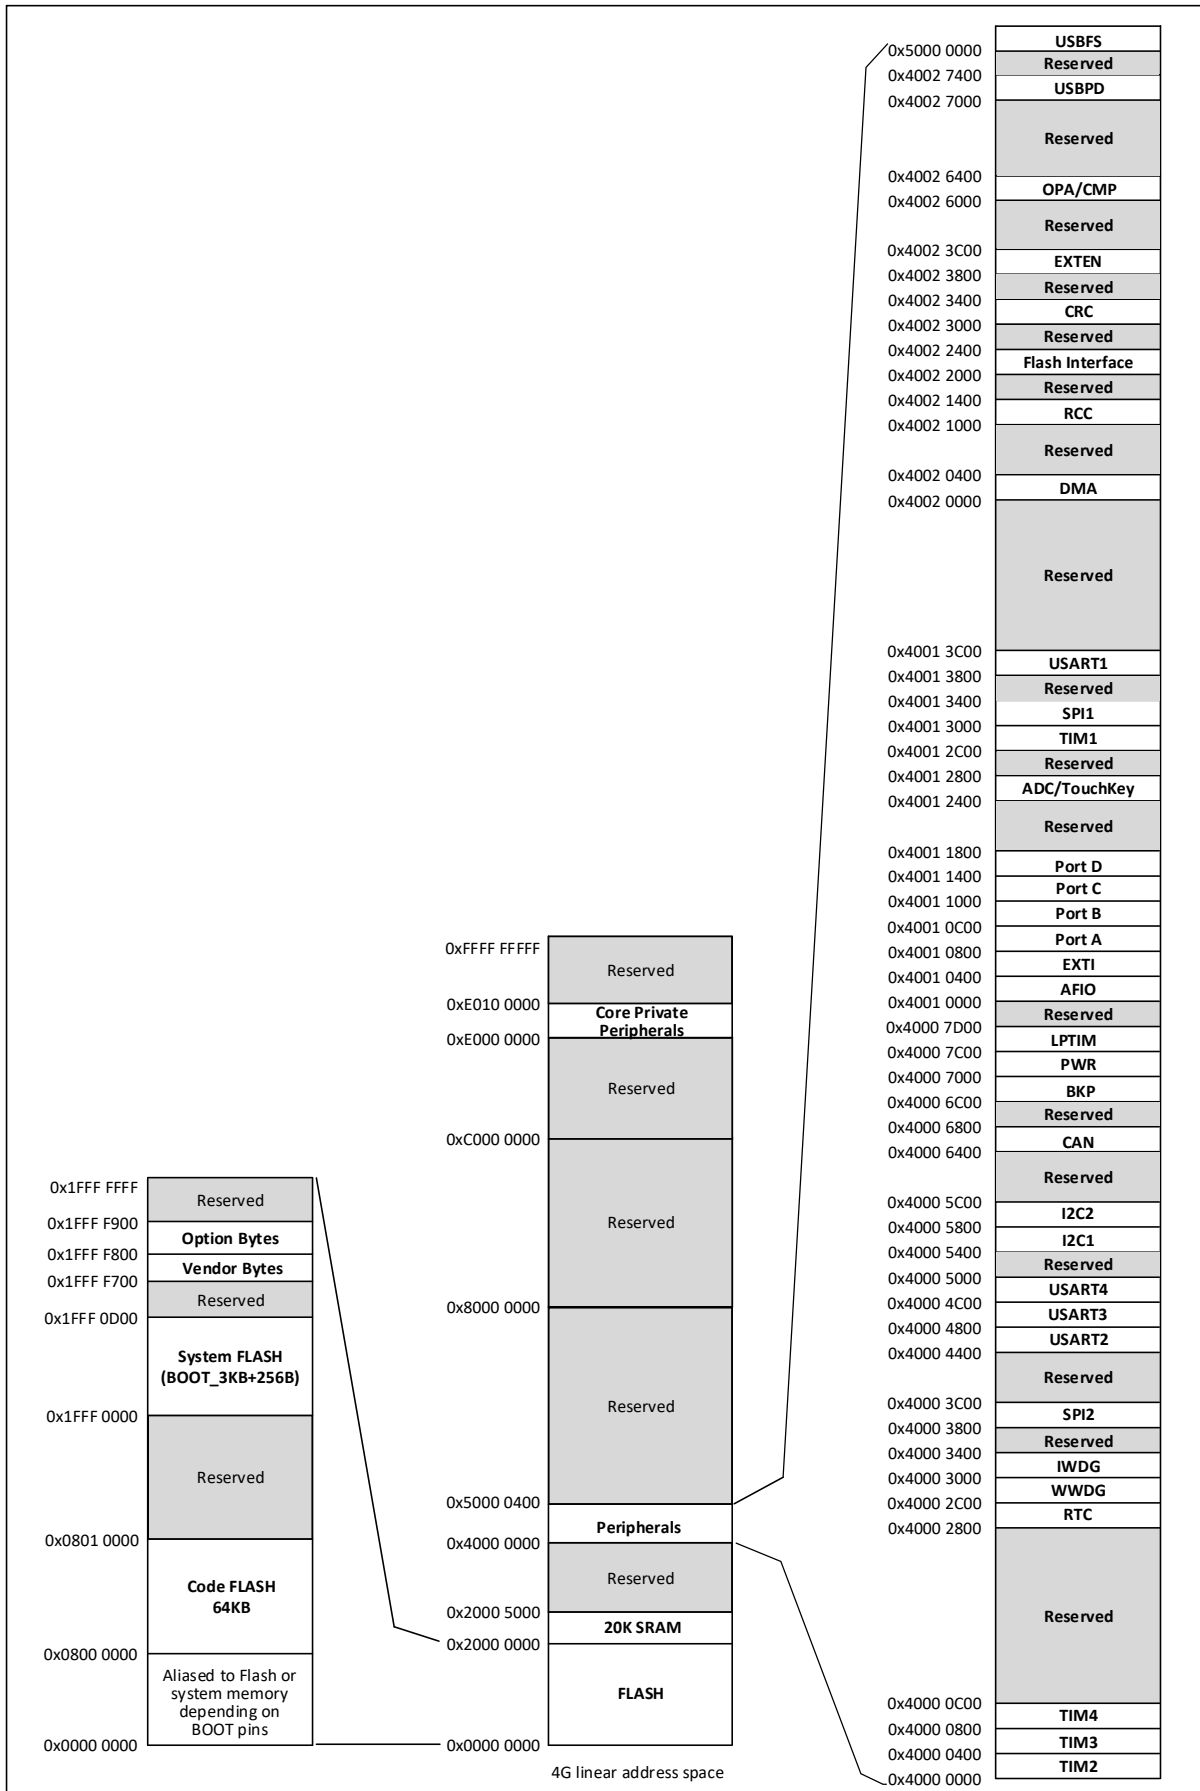 0x1FFF FFFF
Reserved
0x1FFF F900
Option Bytes
0x1FFF F800
Vendor Bytes
0x1FFF F700
Reserved
0x1FFF 0D00
System FLASH
(BOOT_3KB+256B)
0x1FFF 0000
Reserved
0x0801 0000
Code FLASH
64KB
0x0800 0000
Aliased to Flash or
system memory
depending on
BOOT pins
0x0000 0000
0xFFFF FFFFF
Reserved
0xE010 0000
Core Private
Peripherals
0xE000 0000
Reserved
0xC000 0000
Reserved
0x8000 0000
Reserved
0x5000 0400
Peripherals
0x4000 0000
Reserved
0x2000 5000
20K SRAM
0x2000 0000
FLASH
0x0000 0000
4G linear address space
USBFS
0x5000 0000
Reserved
0x4002 7400
USBPD
0x4002 7000
Reserved
0x4002 6400
OPA/CMP
0x4002 6000
Reserved
0x4002 3C00
EXTEN
0x4002 3800
Reserved
0x4002 3400
CRC
0x4002 3000
Reserved
0x4002 2400
Flash Interface
0x4002 2000
Reserved
0x4002 1400
RCC
0x4002 1000
Reserved
0x4002 0400
DMA
0x4002 0000
Reserved
0x4001 3C00
USART1
0x4001 3800
Reserved
0x4001 3400
SPI1
0x4001 3000
TIM1
0x4001 2C00
Reserved
0x4001 2800
ADC/TouchKey
0x4001 2400
Reserved
0x4001 1800
Port D
0x4001 1400
Port C
0x4001 1000
Port B
0x4001 0C00
Port A
0x4001 0800
EXTI
0x4001 0400
AFIO
0x4001 0000
Reserved
0x4000 7D00
LPTIM
0x4000 7C00
PWR
0x4000 7000
BKP
0x4000 6C00
Reserved
0x4000 6800
CAN
0x4000 6400
Reserved
0x4000 5C00
I2C2
0x4000 5800
I2C1
0x4000 5400
Reserved
0x4000 5000
USART4
0x4000 4C00
USART3
0x4000 4800
USART2
0x4000 4400
Reserved
0x4000 3C00
SPI2
0x4000 3800
Reserved
0x4000 3400
IWDG
0x4000 3000
WWDG
0x4000 2C00
RTC
0x4000 2800
Reserved
0x4000 0C00
TIM4
0x4000 0800
TIM3
0x4000 0400
TIM2
0x4000 0000